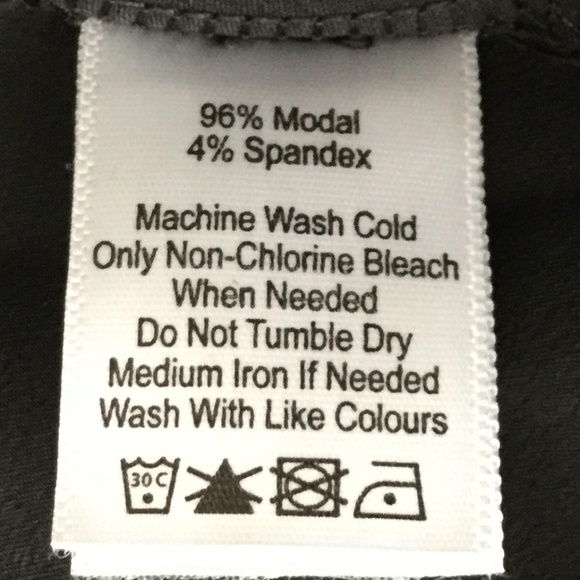 96% Modal
4% Spandex
Machine Wash Cold
Only Non-Chlorine Bleach
When Needed
Do Not Tumble Dry
Medium Iron If Needed
Wash With Like Colours
30 C